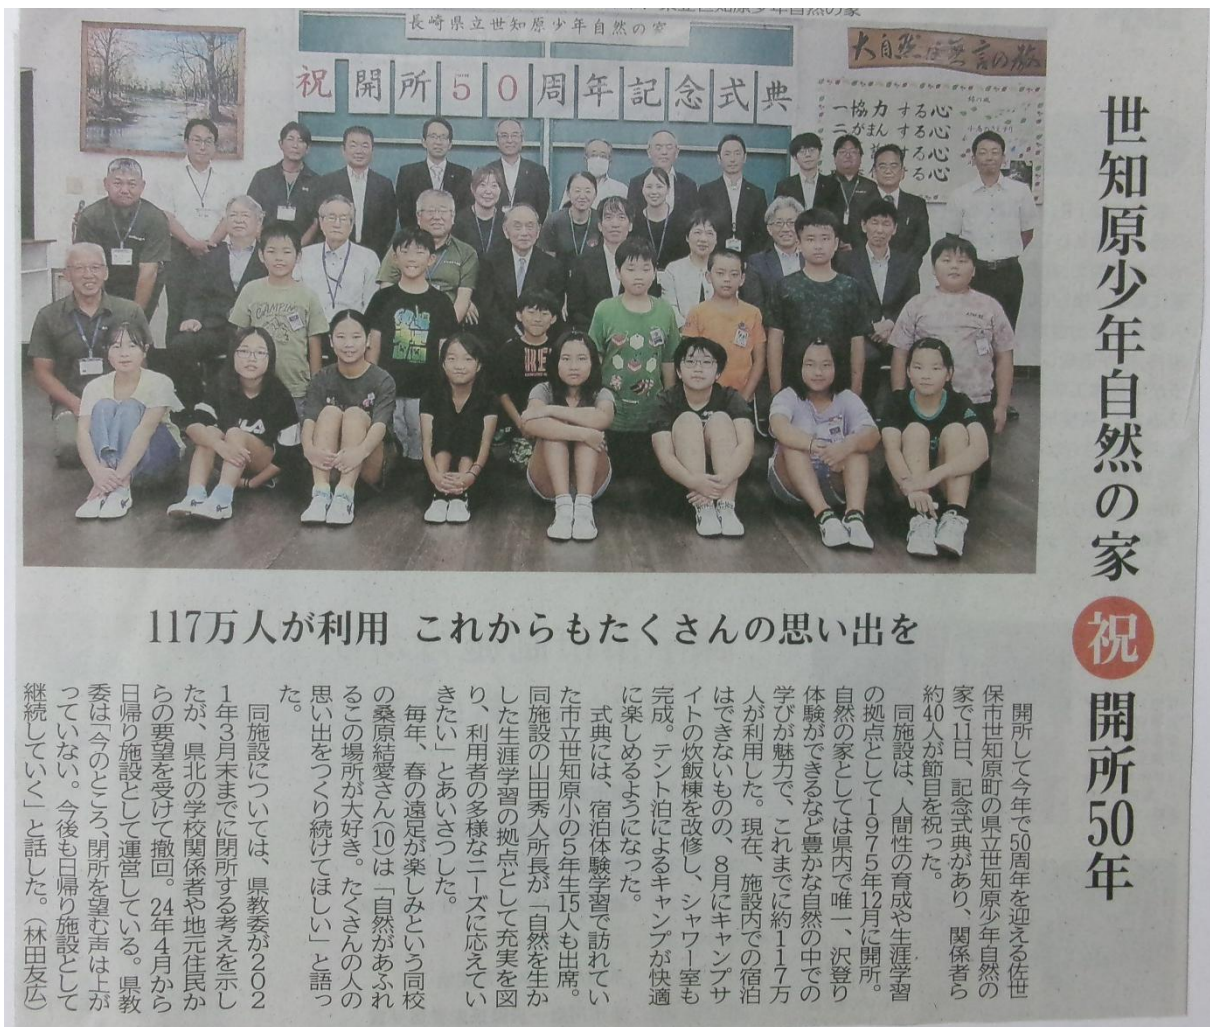 世知原少年自然の家 祝 開所50年
長崎県立世知原少年自然の家
祝開所50周年記念式典
大自然は無言の教
一協力する心
二がまんする心
する心
する心
117万人が利用 これからもたくさんの思い出を
開所して今年で50周年を迎える佐世
保市世知原町の県立世知原少年自然の
家で11日、記念式典があり、関係者ら
約40人が節目を祝った。
同施設は、人間性の育成や生涯学習
の拠点として1975年12月に開所。
自然の家としては県内で唯一、沢登り
体験ができるなど豊かな自然の中での
学びが魅力で、これまでに約117万
人が利用した。現在、施設内での宿泊
はできないものの、8月にキャンプサ
イトの炊飯棟を改修し、シャワー室も
完成。テント泊によるキャンプが快適
に楽しめるようになった。
式典には、宿泊体験学習で訪れてい
た市立世知原小の5年生15人も出席。
同施設の山田秀人所長が「自然を生か
した生涯学習の拠点として充実を図
り、利用者の多様なニーズに応えてい
きたい」とあいさつした。
毎年、春の遠足が楽しみという同校
の桑原結愛さん(10)は「自然があふれ
るこの場所が大好き。たくさんの人の
思い出をつくり続けてほしい」と語っ
た。
同施設については、県教委が202
1年3月末までに閉所する考えを示し
たが、県北の学校関係者や地元住民か
らの要望を受けて撤回。24年4月から
日帰り施設として運営している。県教
委は「今のところ、閉所を望む声は上が
っていない。今後も日帰り施設として
継続していく」と話した。(林田友広)